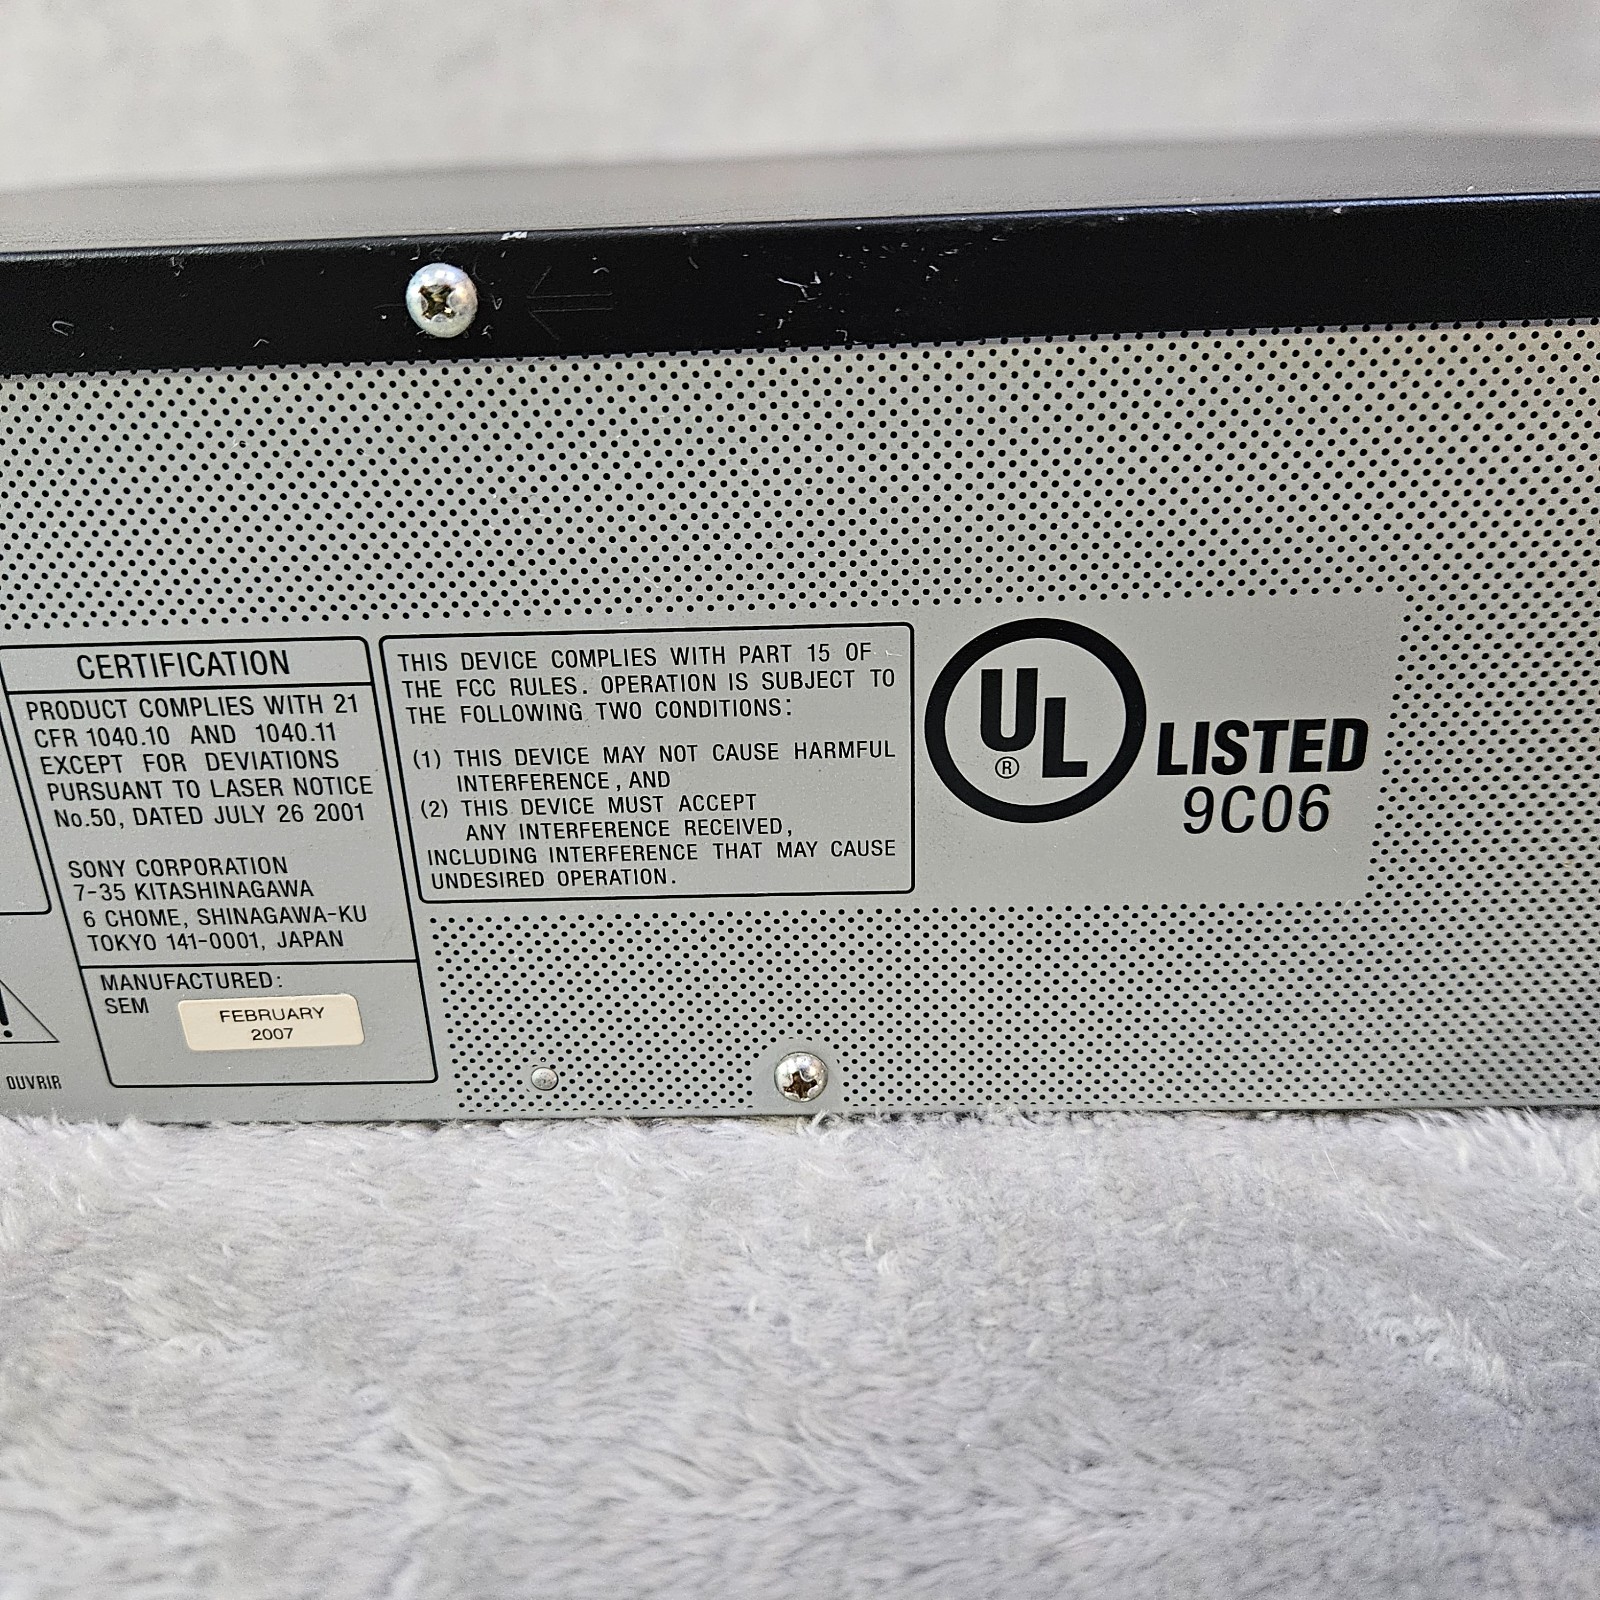 CERTIFICATION
PRODUCT COMPLIES WITH 21
CFR 1040.10 AND 1040.11
EXCEPT FOR DEVIATIONS
PURSUANT TO LASER NOTICE
No.50, DATED JULY 26 2001
SONY CORPORATION
7-35 KITASHINAGAWA
6 CHOME, SHINAGAWA-KU
TOKYO 141-0001, JAPAN
MANUFACTURED:
SEM
FEBRUARY
2007
OUVRIR
THIS DEVICE COMPLIES WITH PART 15 OF
THE FCC RULES. OPERATION IS SUBJECT TO
THE FOLLOWING TWO CONDITIONS:
(1) THIS DEVICE MAY NOT CAUSE HARMFUL
INTERFERENCE, AND
(2) THIS DEVICE MUST ACCEPT
ANY INTERFERENCE RECEIVED,
INCLUDING INTERFERENCE THAT MAY CAUSE
UNDESIRED OPERATION.
UL
®
LISTED
9C06